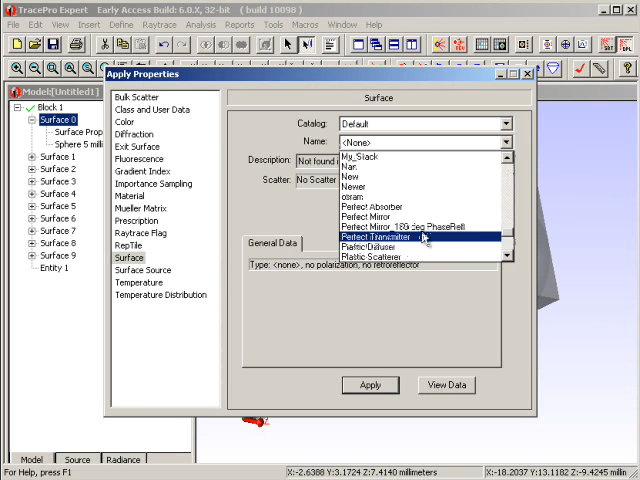 TracePro Expert    Early Access Build: 6.0.X, 32-bit    ( build 10098 )
File Edit View Insert Define Raytrace Analysis Reports Tools Macros Window Help
Model:[Untitled1]
Block 1
Surface 0
Surface Prop
Sphere 5 mill
Surface 1
Surface 2
Surface 3
Surface 4
Surface 5
Surface 6
Surface 7
Surface 8
Surface 9
Entity 1
Apply Properties
Bulk Scatter
Class and User Data
Color
Diffraction
Exit Surface
Fluorescence
Gradient Index
Importance Sampling
Material
Mueller Matrix
Prescription
Raytrace Flag
RepTile
Surface
Surface Source
Temperature
Temperature Distribution
Surface
Catalog: Default
Name: <None>
Description: Not found i
Scatter: No Scatter
My_Stack
Nar
New
Newer
osram
Perfect Absorber
Perfect Mirror
Perfect Mirror_180 deg PhaseRefl
Perfect Transmitter
Plastic Diffuser
Plastic Scatterer
General Data
Type: <none>, no polarization, no retroreflector
Apply
View Data
Model Source Radiance
For Help, press F1
X:-2.6388 Y:3.1724 Z:7.4140 millimeters
X:-18.2037 Y:13.1182 Z:-9.4245 millin